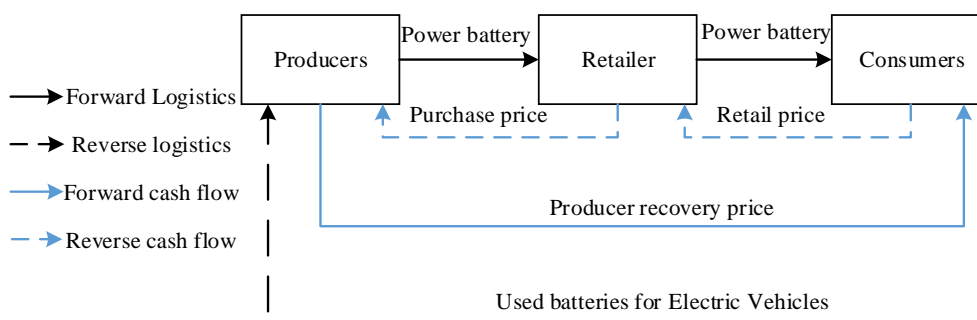 Power battery
Power battery
Producers
Retailer
Consumers
Forward Logistics
Purchase price
Retail price
Reverse logistics
Forward cash flow
Producer recovery price
Reverse cash flow
Used batteries for Electric Vehicles